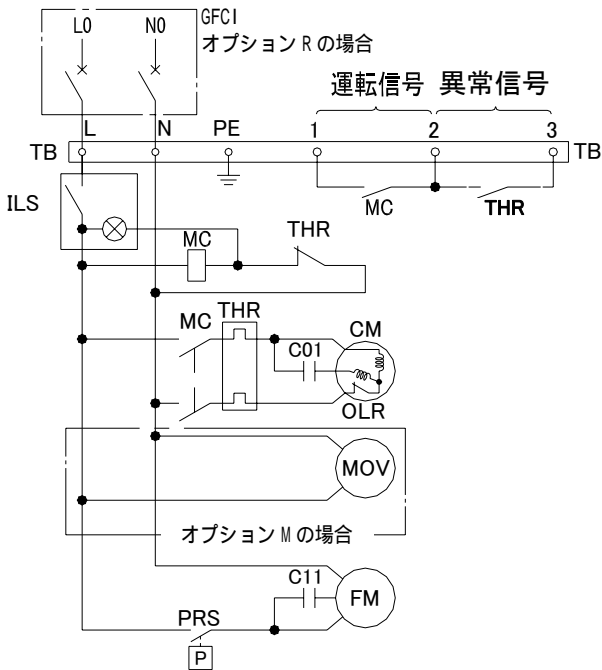 GFCI
L0 N0
オプション R の場合
運転信号 異常信号
L N PE 1 2 3
TB TB
ILS
MC THR
THR
MC
MC THR CM
C01
OLR
MOV
オプション M の場合
C11
FM
PRS
P